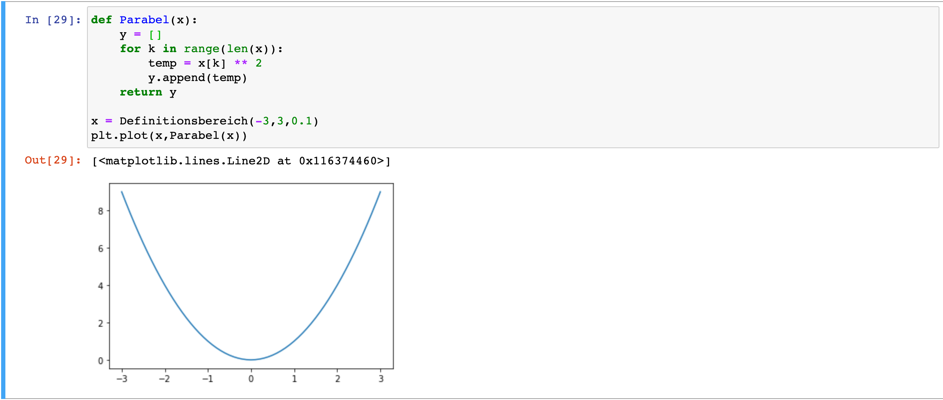 In [29]: def Parabel(x):
    y = []
    for k in range(len(x)):
        temp = x[k] ** 2
        y.append(temp)
    return y
x = Definitionsbereich(-3,3,0.1)
plt.plot(x,Parabel(x))
Out[29]: [<matplotlib.lines.Line2D at 0x116374460>]
8
6
4
2
0
−3 −2 −1 0 1 2 3